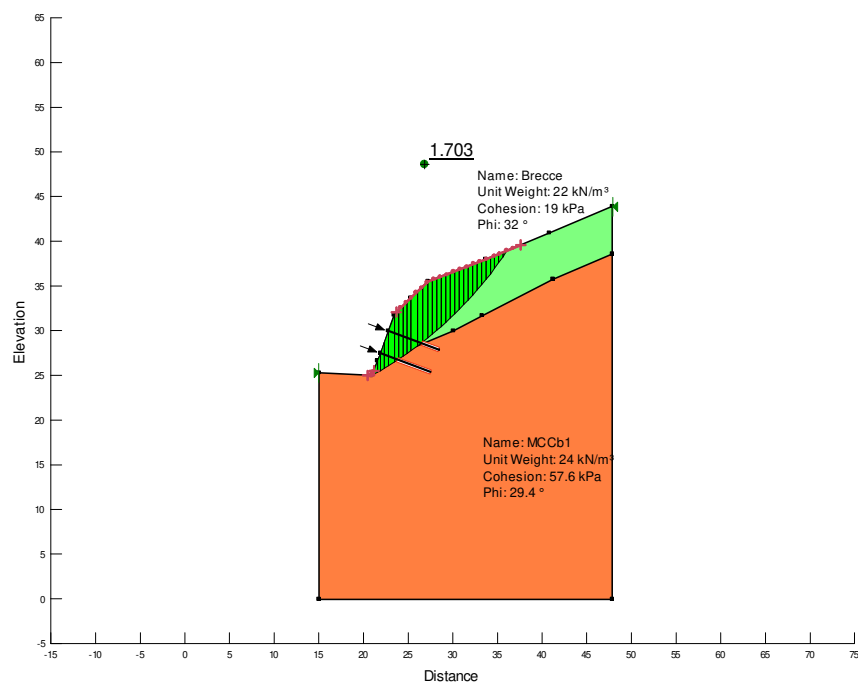 65
60
55
50
45
40
35
30
25
20
15
10
5
0
-5
Elevation
1.703
Name: Brecce
Unit Weight: 22 kN/m³
Cohesion: 19 kPa
Phi: 32 °
Name: MCCb1
Unit Weight: 24 kN/m³
Cohesion: 57.6 kPa
Phi: 29.4 °
-15 -10 -5 0 5 10 15 20 25 30 35 40 45 50 55 60 65 70 75
Distance